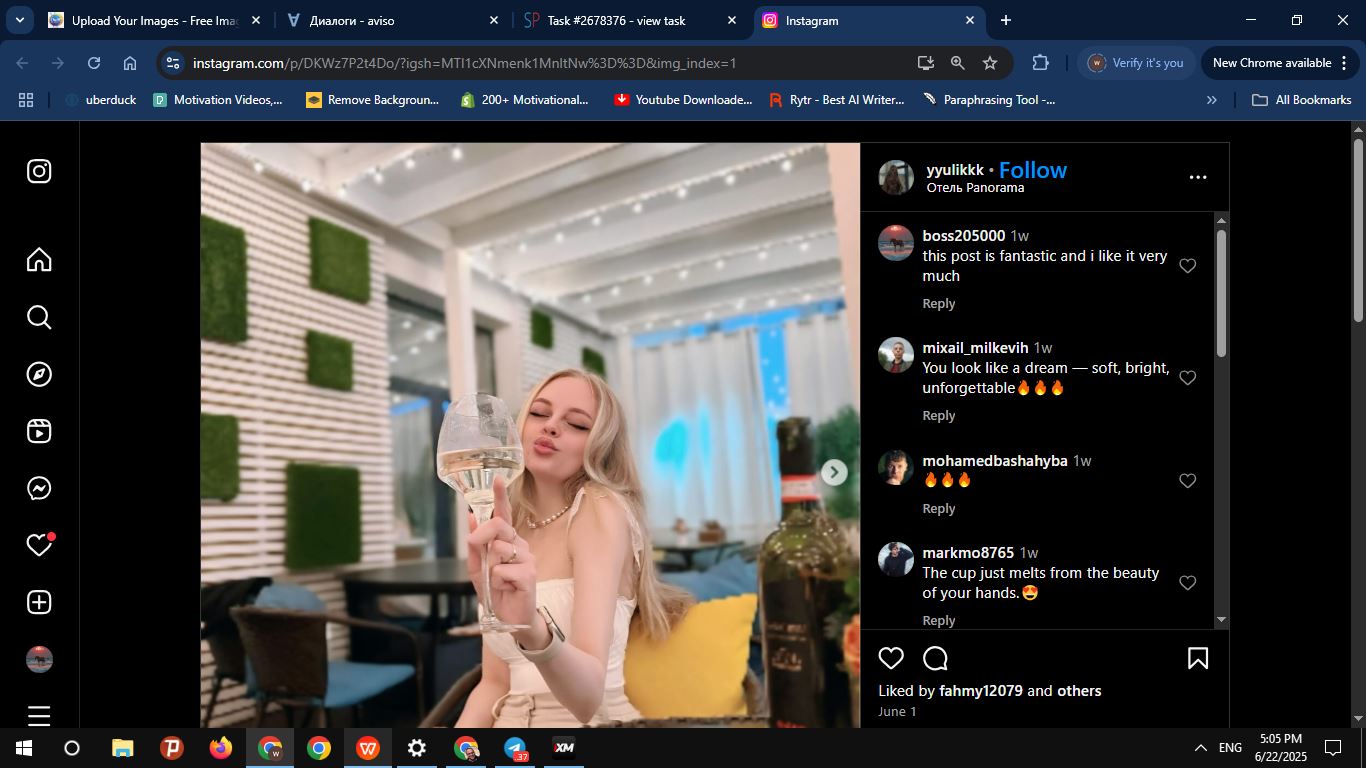 Upload Your Images - Free Imag
Диалоги - aviso
Task #2678376 - view task
Instagram
instagram.com/p/DKWz7P2t4Do/?igsh=MTI1cXNmenk1MnltNw%3D%3D&img_index=1
Verify it's you
New Chrome available
uberduck
Motivation Videos,...
Remove Backgroun...
200+ Motivational...
Youtube Downloade...
Rytr - Best AI Writer...
Paraphrasing Tool -...
All Bookmarks
yyulikkk • Follow
Отель Panorama
boss205000 1w
this post is fantastic and i like it very
much
Reply
mixail_milkevih 1w
You look like a dream — soft, bright,
unforgettable🔥🔥🔥
Reply
mohamedbashahyba 1w
🔥🔥🔥
Reply
markmo8765 1w
The cup just melts from the beauty
of your hands.😍
Reply
Liked by fahmy12079 and others
June 1
37
XM
ENG
5:05 PM
6/22/2025